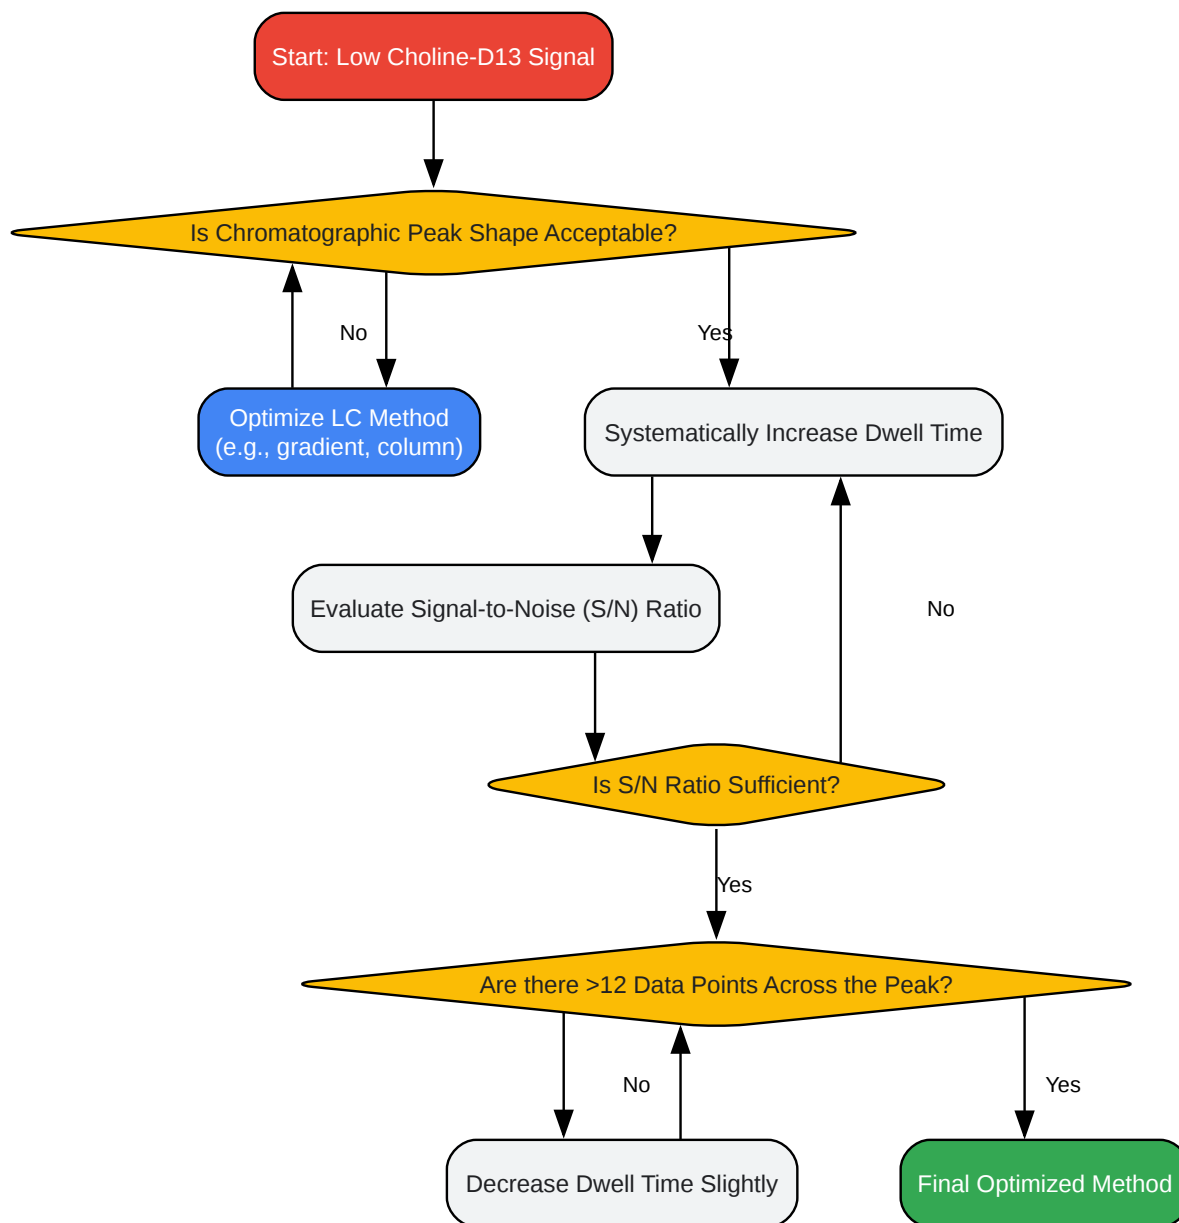 Start: Low Choline-D13 Signal
Is Chromatographic Peak Shape Acceptable?
No
Yes
Optimize LC Method
(e.g., gradient, column)
Systematically Increase Dwell Time
Evaluate Signal-to-Noise (S/N) Ratio
No
Is S/N Ratio Sufficient?
Yes
Are there >12 Data Points Across the Peak?
No
Yes
Decrease Dwell Time Slightly
Final Optimized Method